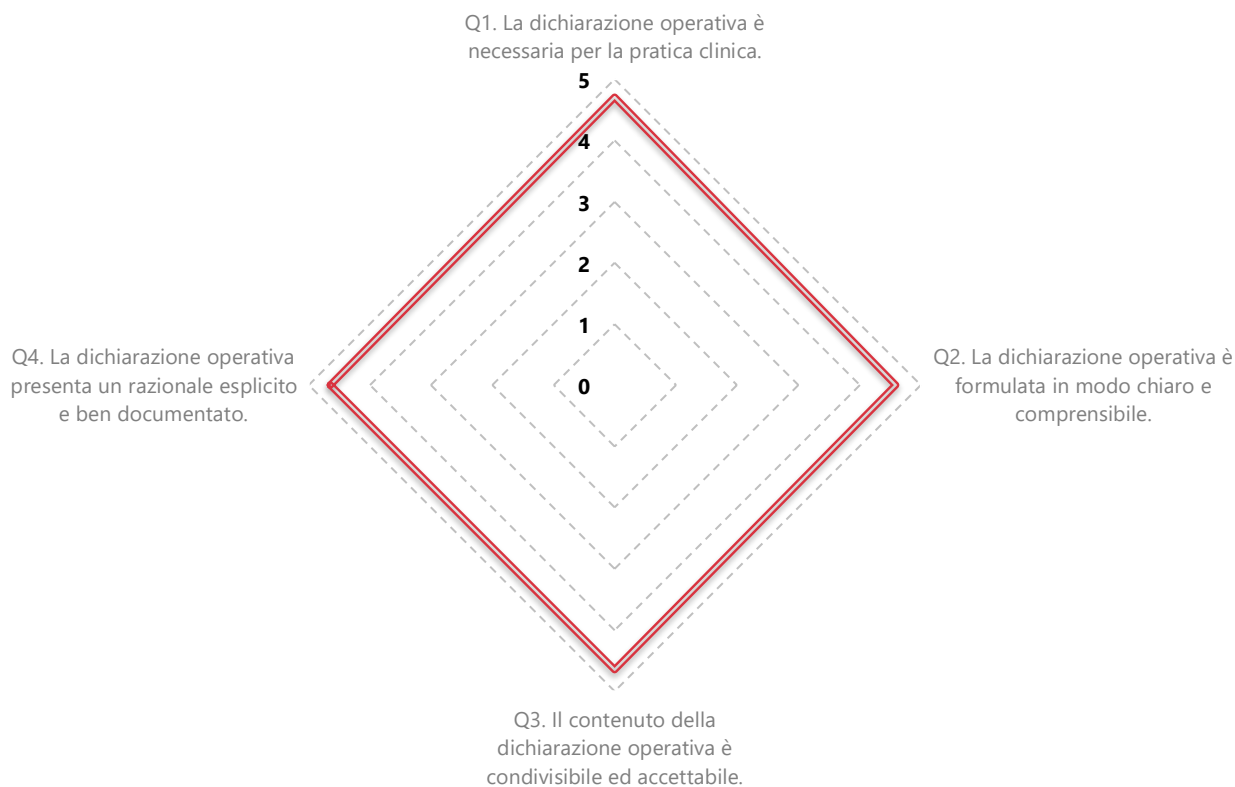 Q1. La dichiarazione operativa è
necessaria per la pratica clinica.
5
4
3
2
1
0
Q4. La dichiarazione operativa
presenta un razionale esplicito
e ben documentato.
Q2. La dichiarazione operativa è
formulata in modo chiaro e
comprensibile.
Q3. Il contenuto della
dichiarazione operativa è
condivisibile ed accettabile.